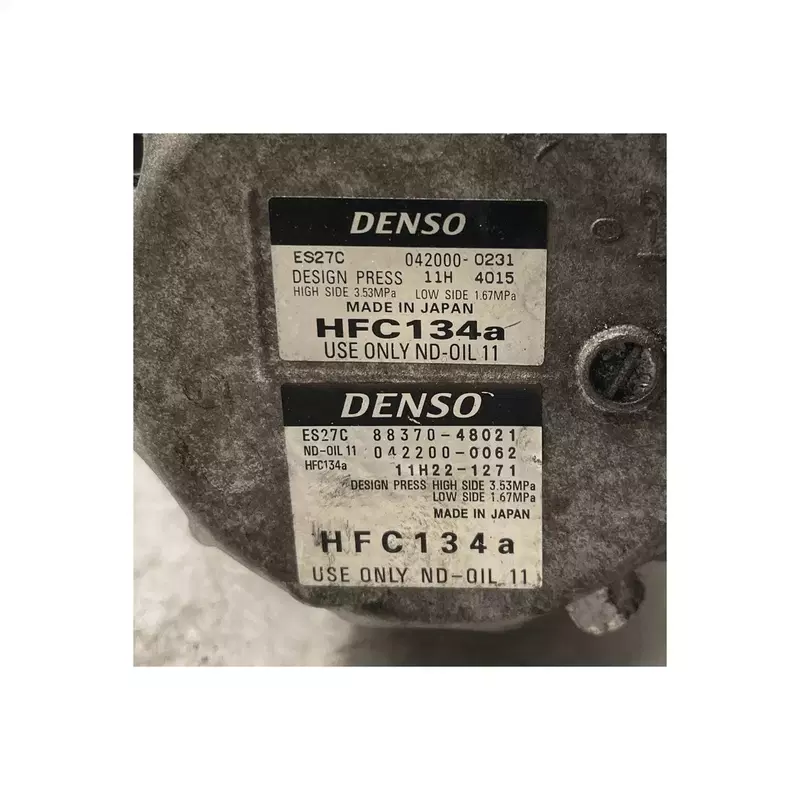 DENSO
ES27C 042000-0231
DESIGN PRESS 11H 4015
HIGH SIDE 3.53MPa LOW SIDE 1.67MPa
MADE IN JAPAN
HFC134a
USE ONLY ND-OIL 11
DENSO
ES27C 88370-48021
ND-OIL 11 042200-0062
HFC134a 11H22-1271
DESIGN PRESS HIGH SIDE 3.53MPa
LOW SIDE 1.67MPa
MADE IN JAPAN
HFC134a
USE ONLY ND-OIL 11